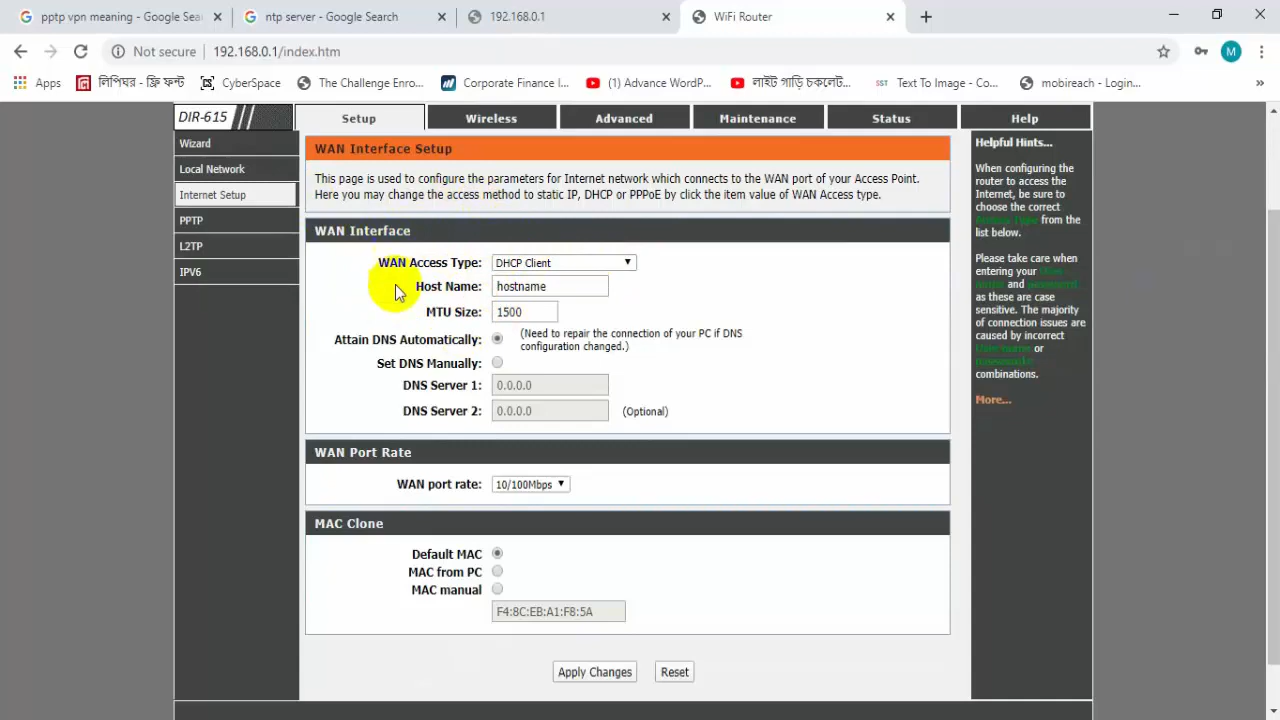 pptp vpn meaning - Google Sea
ntp server - Google Search
192.168.0.1
WiFi Router
Not secure
192.168.0.1/index.htm
M
Apps
লিপিঘর - ফ্রি ফন্ট
CyberSpace
The Challenge Enro...
Corporate Finance I...
(1) Advance WordP...
লাইট গাড়ি চকলেট...
SST
Text To Image - Co...
mobireach - Login...
»
DIR-615
Setup
Wireless
Advanced
Maintenance
Status
Help
Wizard
Local Network
Internet Setup
PPTP
L2TP
IPV6
WAN Interface Setup
This page is used to configure the parameters for Internet network which connects to the WAN port of your Access Point.
Here you may change the access method to static IP, DHCP or PPPoE by click the item value of WAN Access type.
WAN Interface
WAN Access Type: DHCP Client
Host Name: hostname
MTU Size: 1500
Attain DNS Automatically: (Need to repair the connection of your PC if DNS
configuration changed.)
Set DNS Manually:
DNS Server 1: 0.0.0.0
DNS Server 2: 0.0.0.0 (Optional)
WAN Port Rate
WAN port rate: 10/100Mbps
MAC Clone
Default MAC
MAC from PC
MAC manual
F4:8C:EB:A1:F8:5A
Apply Changes
Reset
Helpful Hints...
When configuring the
router to access the
Internet, be sure to
choose the correct
from the
list below.
Please take care when
entering your
and
as these are case
sensitive. The majority
of connection issues are
caused by incorrect
or
combinations.
More...